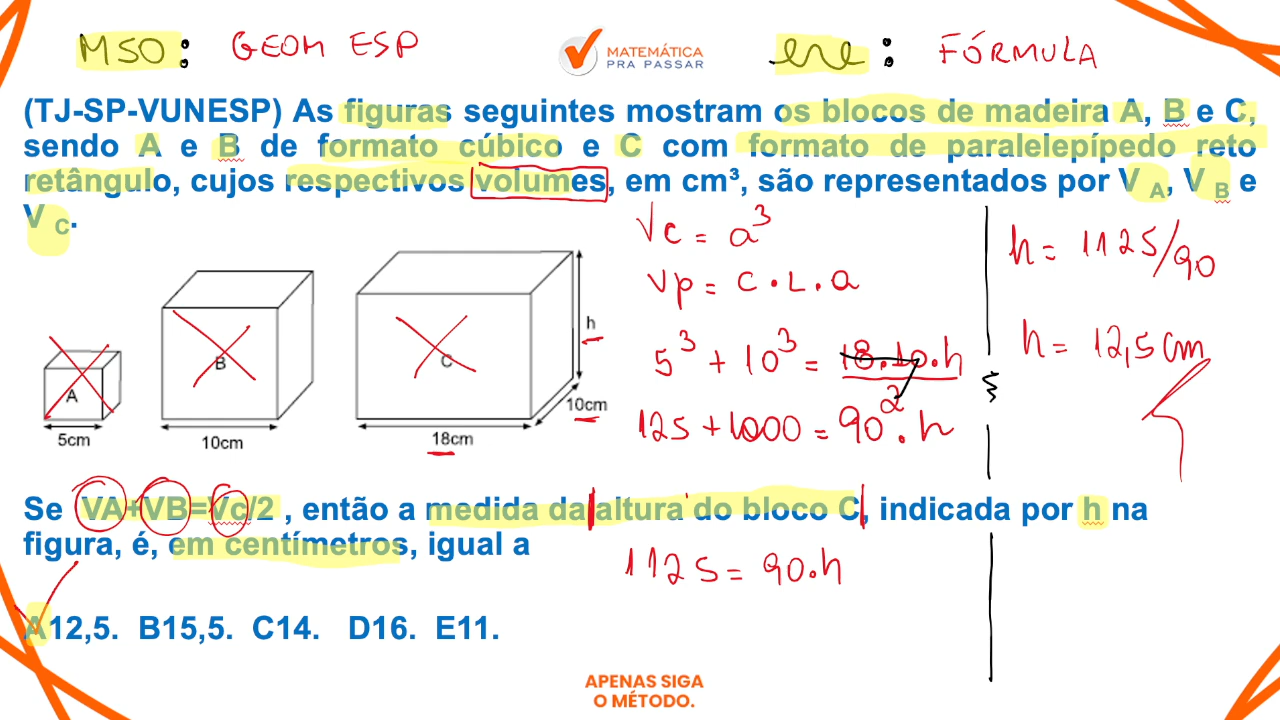 MSO: GEOM ESP
MATEMÁTICA
PRA PASSAR
ENE: FÓRMULA
(TJ-SP-VUNESP) As figuras seguintes mostram os blocos de madeira A, B e C,
sendo A e B de formato cúbico e C com formato de paralelepípedo reto
retângulo, cujos respectivos volumes, em cm³, são representados por V A, V B e
V C.
Vc = a³
Vp = C.L.a
5³ + 10³ = 18.10.h
2
125 + 1000 = 90.h
h = 1125/90
h = 12,5 cm
A
B
C
h
5cm
10cm
18cm
10cm
Se VA+VB=Vc/2 , então a medida da altura do bloco C, indicada por h na
figura, é, em centímetros, igual a
1125 = 90.h
A12,5. B15,5. C14. D16. E11.
APENAS SIGA
O MÉTODO.